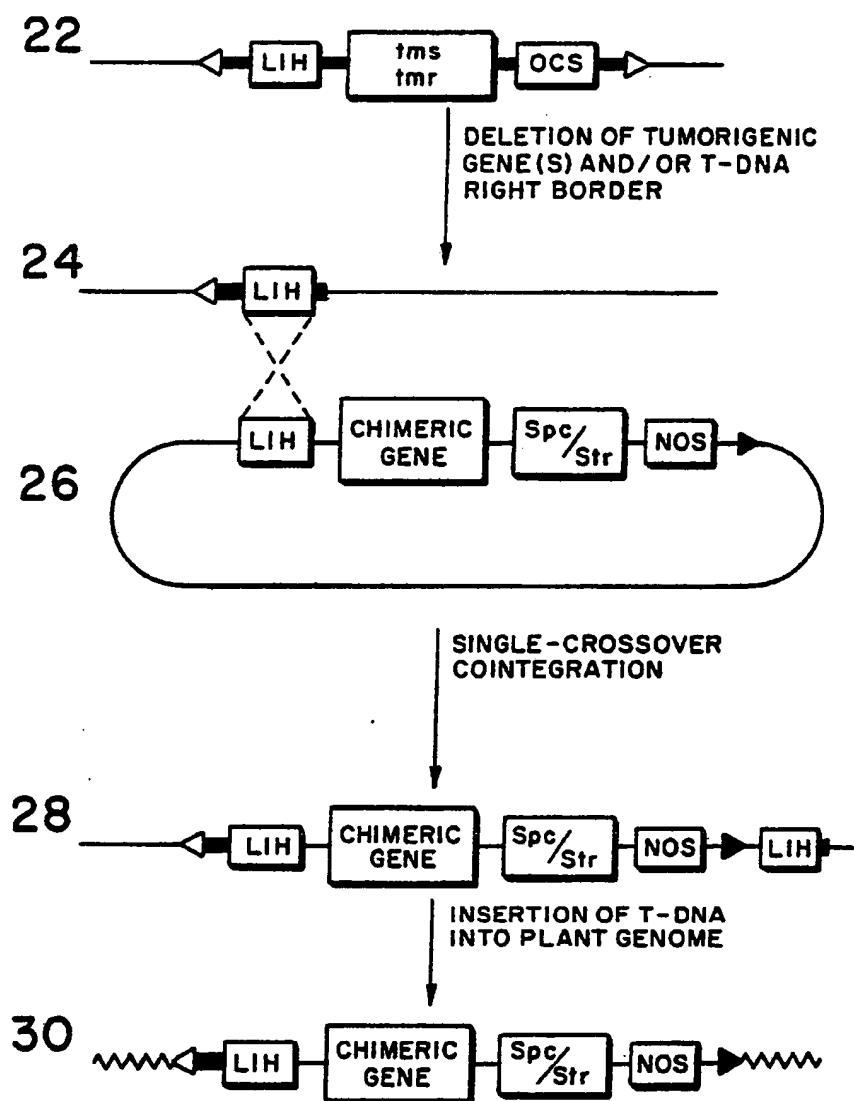 22
LIH
tms
tmr
OCS
DELETION OF TUMORIGENIC
GENE(S) AND/OR T-DNA
RIGHT BORDER
24
LIH
26
LIH
CHIMERIC
GENE
Spc/
Str
NOS
SINGLE-CROSSOVER
COINTEGRATION
28
LIH
CHIMERIC
GENE
Spc/
Str
NOS
LIH
INSERTION OF T-DNA
INTO PLANT GENOME
30
LIH
CHIMERIC
GENE
Spc/
Str
NOS